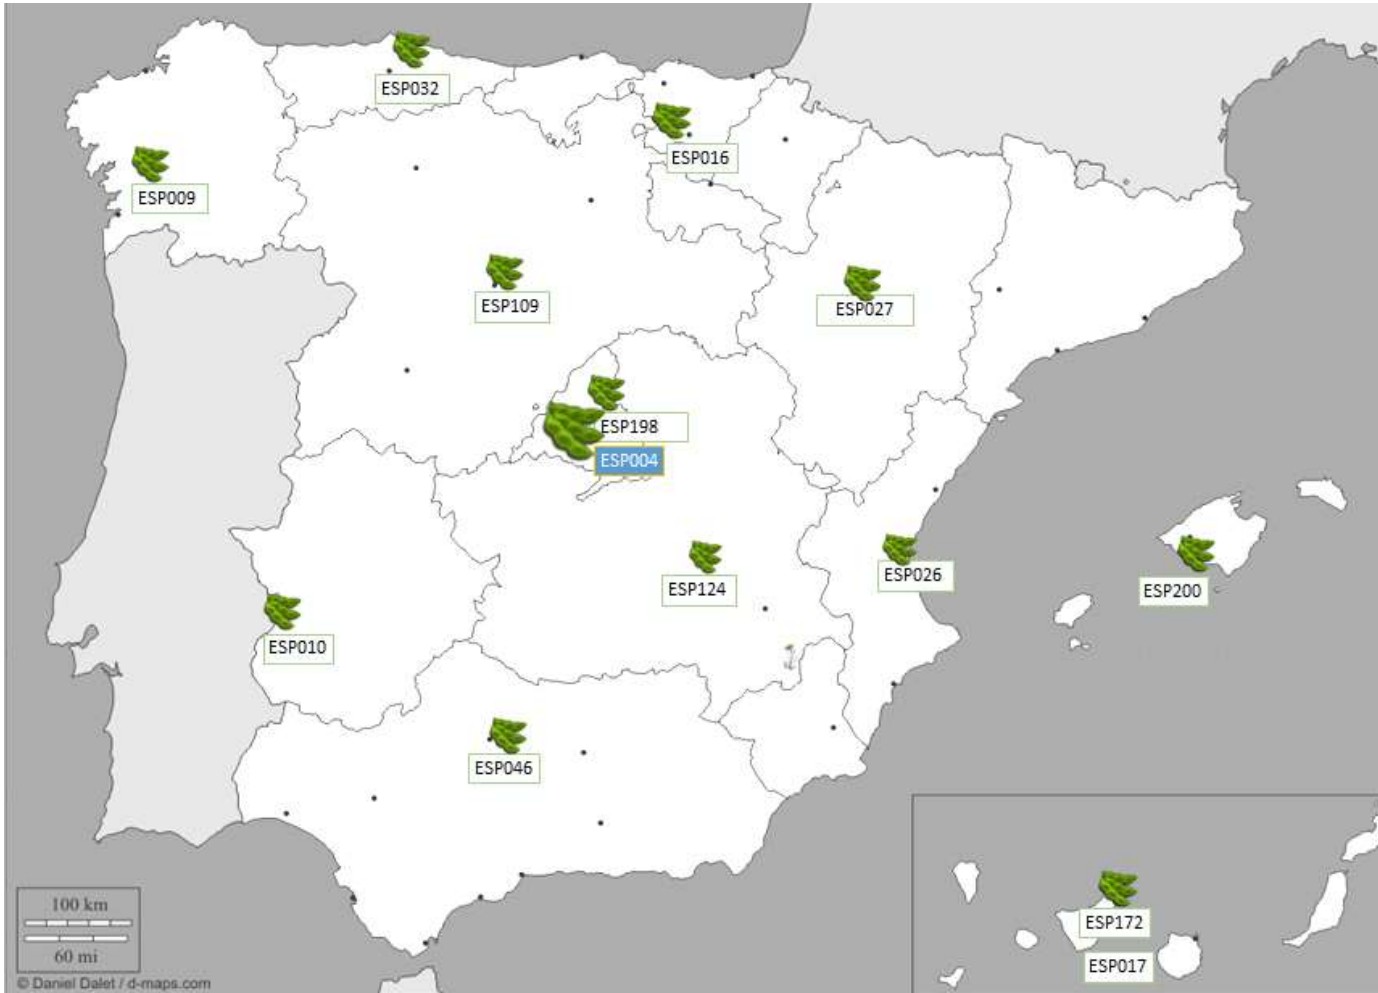 ESP032
ESP016
ESP009
ESP109
ESP027
ESP198
ESP004
ESP026
ESP124
ESP200
ESP010
ESP046
ESP172
ESP017
100 km
60 mi
© Daniel Dalet / d-maps.com